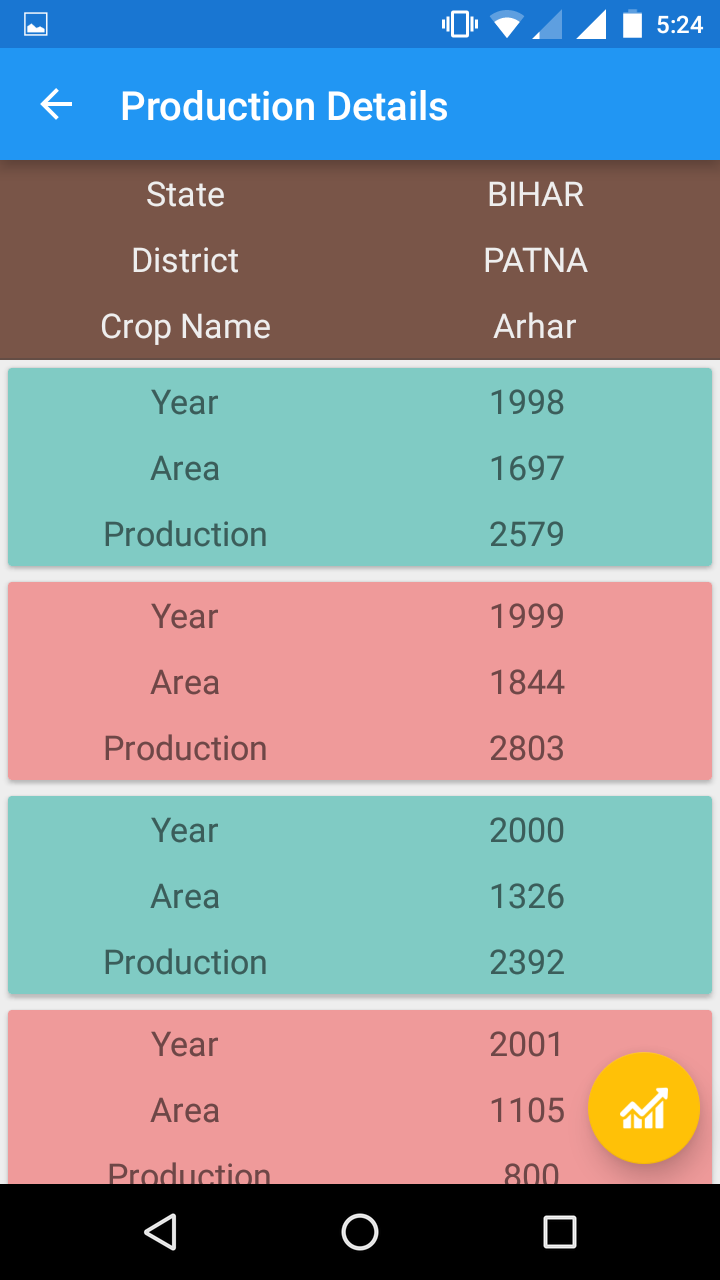 5:24
Production Details
State BIHAR
District PATNA
Crop Name Arhar
Year 1998
Area 1697
Production 2579
Year 1999
Area 1844
Production 2803
Year 2000
Area 1326
Production 2392
Year 2001
Area 1105
Production 800